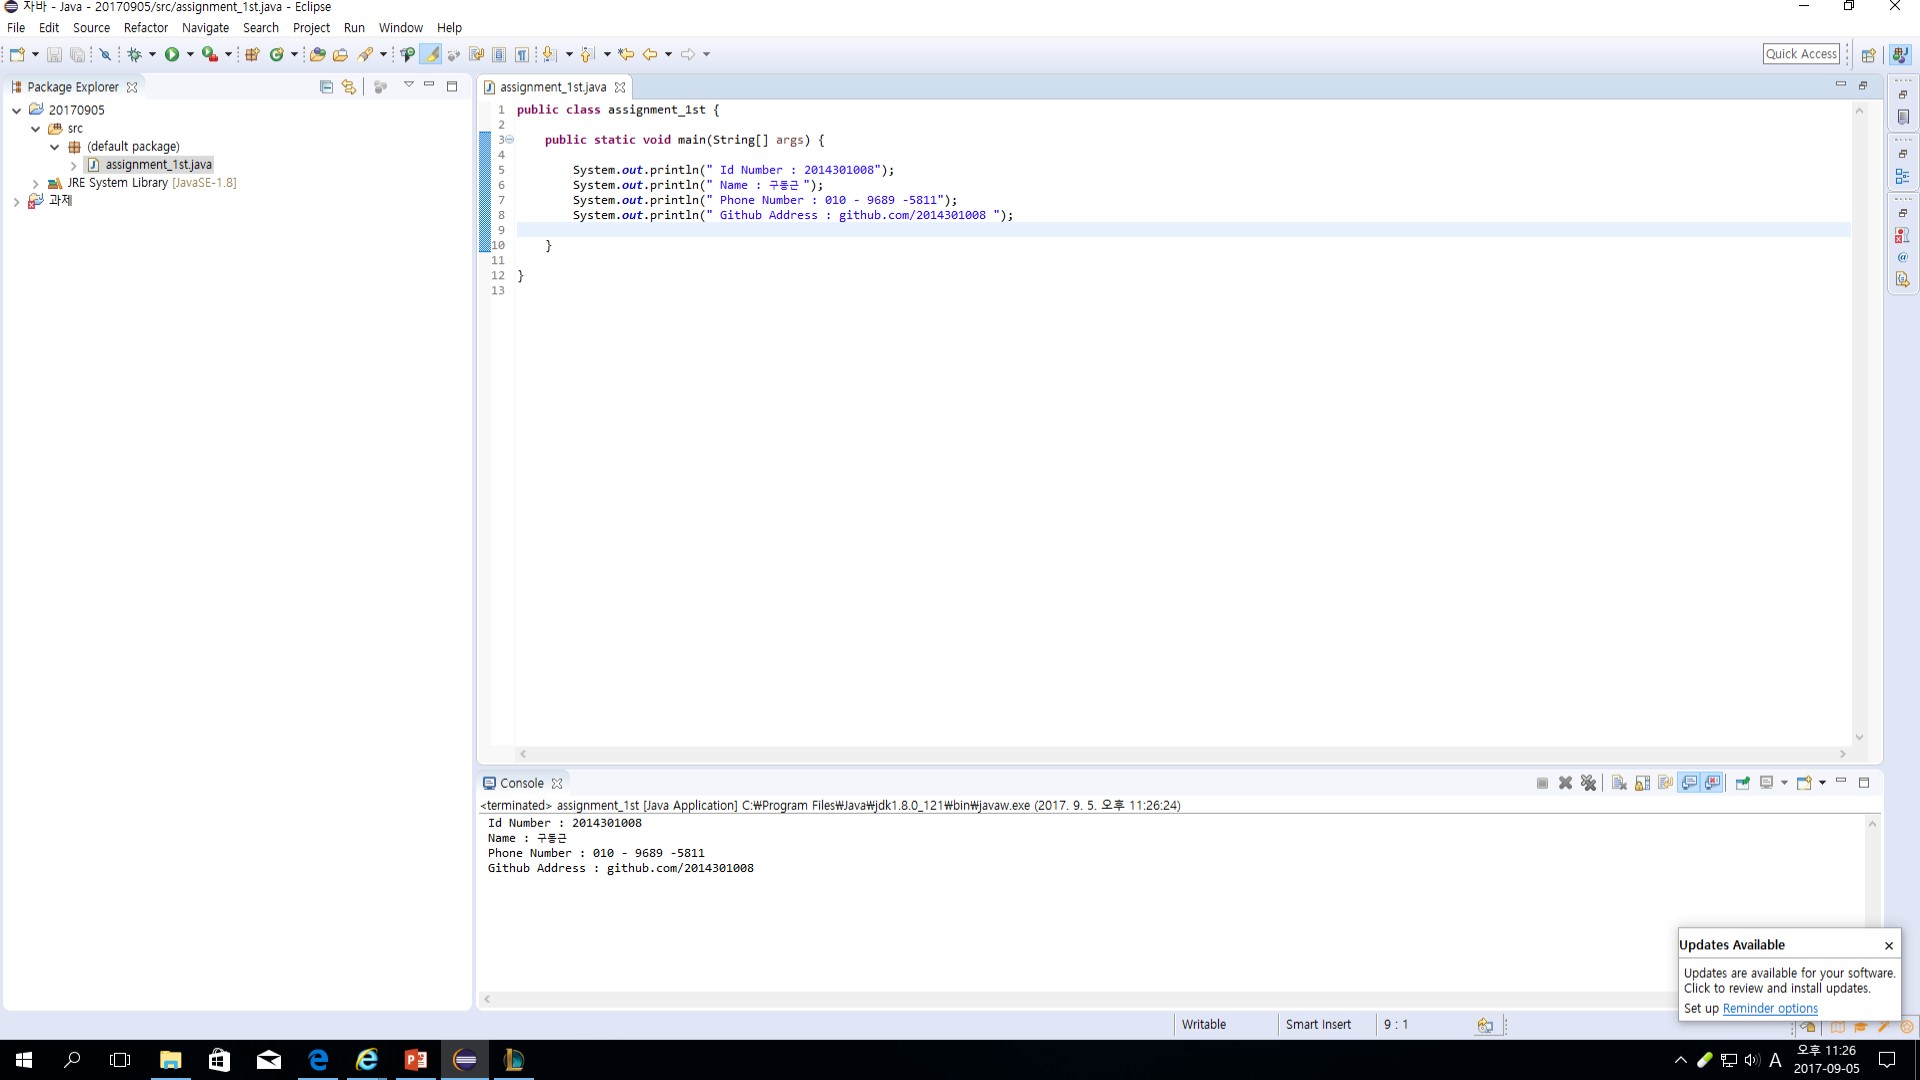 자바 - Java - 20170905/src/assignment_1st.java - Eclipse
File Edit Source Refactor Navigate Search Project Run Window Help
Quick Access
Package Explorer
assignment_1st.java
20170905
src
(default package)
assignment_1st.java
JRE System Library [JavaSE-1.8]
과제
1 public class assignment_1st {
2
3 public static void main(String[] args) {
4
5 System.out.println(" Id Number : 2014301008");
6 System.out.println(" Name : 구동근 ");
7 System.out.println(" Phone Number : 010 - 9689 -5811");
8 System.out.println(" Github Address : github.com/2014301008 ");
9
10 }
11
12 }
13
Console
<terminated> assignment_1st [Java Application] C:₩Program Files₩Java₩jdk1.8.0_121₩bin₩javaw.exe (2017. 9. 5. 오후 11:26:24)
Id Number : 2014301008
Name : 구동근
Phone Number : 010 - 9689 -5811
Github Address : github.com/2014301008
Updates Available
Updates are available for your software.
Click to review and install updates.
Set up Reminder options
Writable Smart Insert 9 : 1
A
오후 11:26
2017-09-05